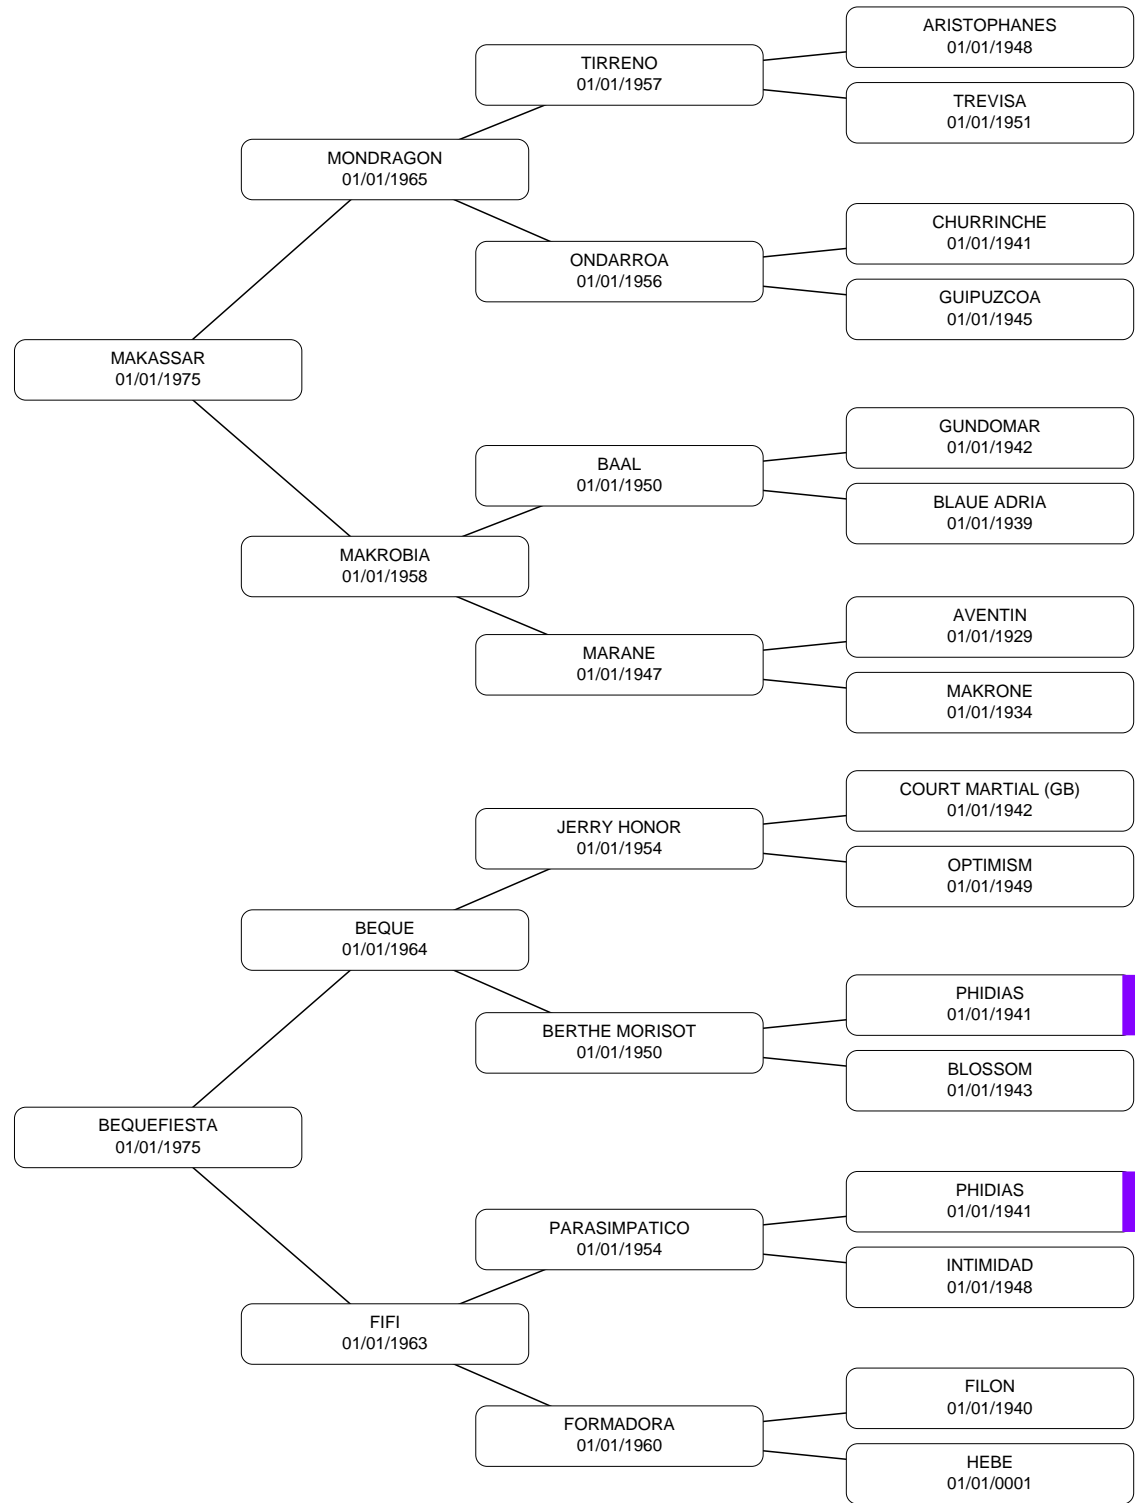 ARISTOPHANES
01/01/1948
TIRRENO
01/01/1957
TREVISA
01/01/1951
MONDRAGON
01/01/1965
CHURRINCHE
01/01/1941
ONDARROA
01/01/1956
GUIPUZCOA
01/01/1945
MAKASSAR
01/01/1975
GUNDOMAR
01/01/1942
BAAL
01/01/1950
BLAUE ADRIA
01/01/1939
MAKROBIA
01/01/1958
AVENTIN
01/01/1929
MARANE
01/01/1947
MAKRONE
01/01/1934
COURT MARTIAL (GB)
01/01/1942
JERRY HONOR
01/01/1954
OPTIMISM
01/01/1949
BEQUE
01/01/1964
PHIDIAS
01/01/1941
BERTHE MORISOT
01/01/1950
BLOSSOM
01/01/1943
BEQUEFIESTA
01/01/1975
PHIDIAS
01/01/1941
PARASIMPATICO
01/01/1954
INTIMIDAD
01/01/1948
FIFI
01/01/1963
FILON
01/01/1940
FORMADORA
01/01/1960
HEBE
01/01/0001